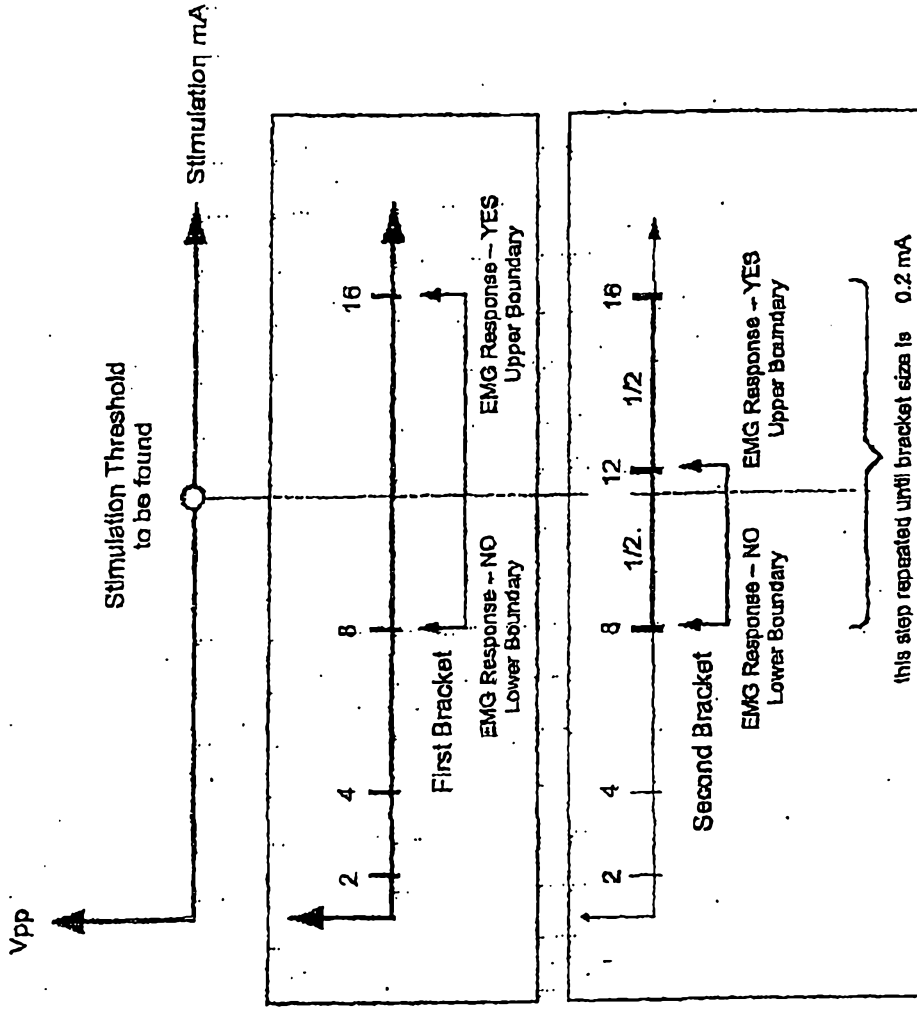 Vpp
Stimulation Threshold
to be found
Stimulation mA
2
4
8
16
First Bracket
EMG Response – NO
Lower Boundary
EMG Response – YES
Upper Boundary
2
4
8
1/2.
12
1/2
16
Second Bracket
EMG Response – NO
Lower Boundary
EMG Response – YES
Upper Boundary
this step repeated until bracket size is 0.2 mA